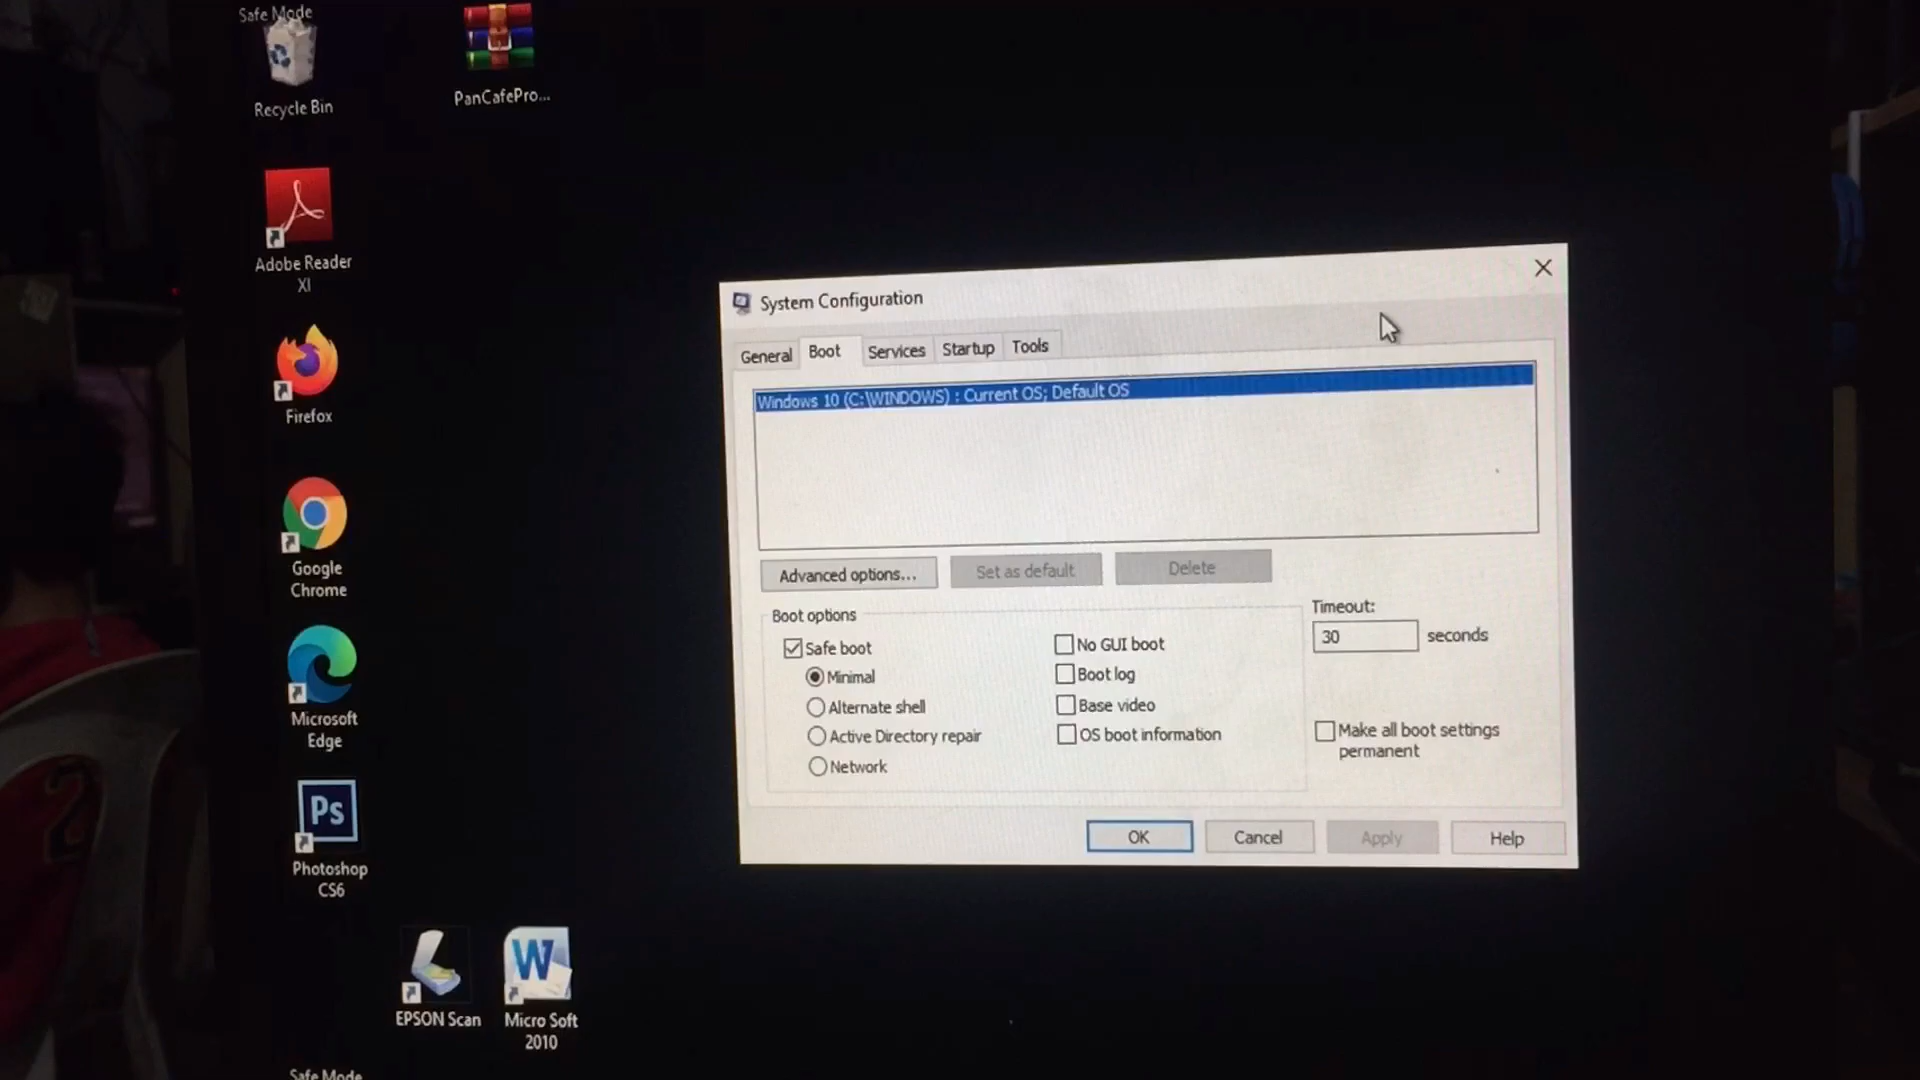 Safe Mode
Recycle Bin
PanCafePro...
Adobe Reader
XI
Firefox
Google
Chrome
Microsoft
Edge
Ps
Photoshop
CS6
EPSON Scan
W
Micro Soft
2010
Safe Mode
System Configuration
General
Boot
Services
Startup
Tools
Windows 10 (C:\WINDOWS) : Current OS; Default OS
Advanced options...
Set as default
Delete
Boot options
Safe boot
Minimal
Alternate shell
Active Directory repair
Network
No GUI boot
Boot log
Base video
OS boot information
Timeout:
30 seconds
Make all boot settings
permanent
OK
Cancel
Apply
Help
2